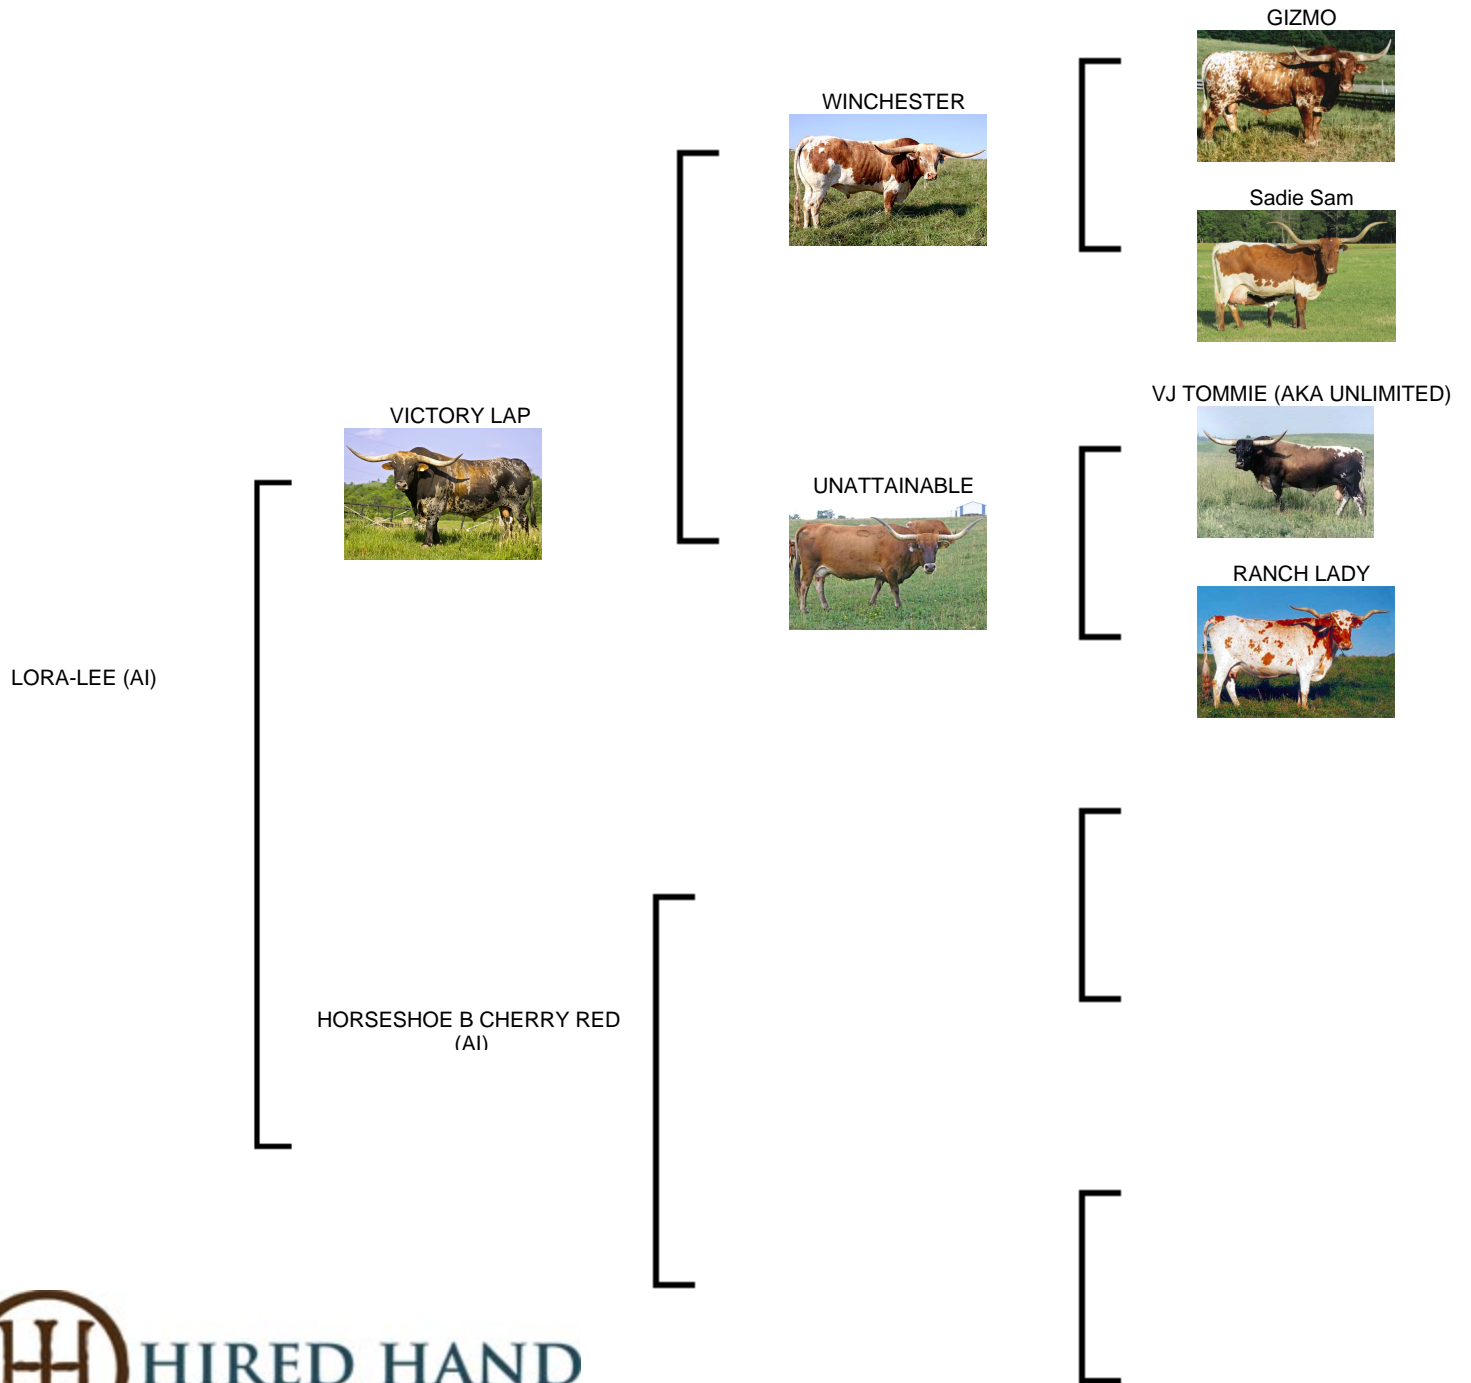 GIZMO
WINCHESTER
Sadie Sam
VJ TOMMIE (AKA UNLIMITED)
VICTORY LAP
UNATTAINABLE
RANCH LADY
LORA-LEE (AI)
HORSESHOE B CHERRY RED
(AI)
HIRED HAND